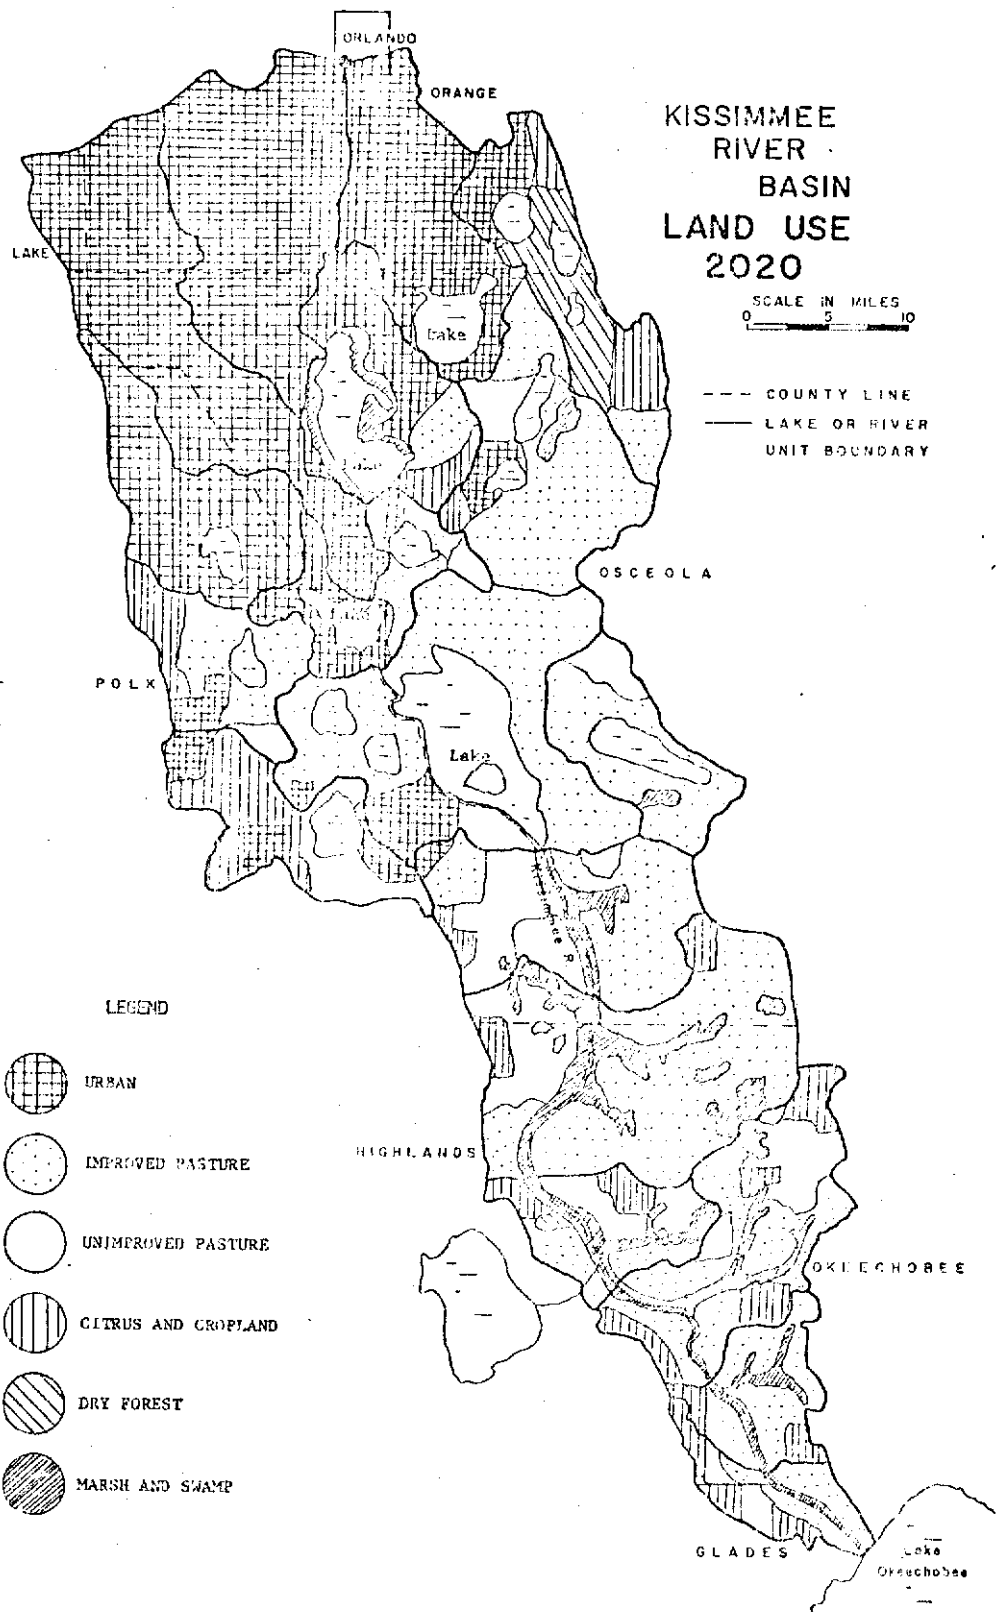 ORLANDO
ORANGE
KISSIMMEE
RIVER
BASIN
LAND USE
2020
SCALE IN MILES
0 5 10
COUNTY LINE
LAKE OR RIVER
UNIT BOUNDARY
LAKE
Lake
OSCEOLA
POLK
Lake
Kissimmee R.
LEGEND
URBAN
IMPROVED PASTURE
UNIMPROVED PASTURE
CITRUS AND CROPLAND
DRY FOREST
MARSH AND SWAMP
HIGHLANDS
OKEECHOBEE
GLADES
Lake
Okeechobee